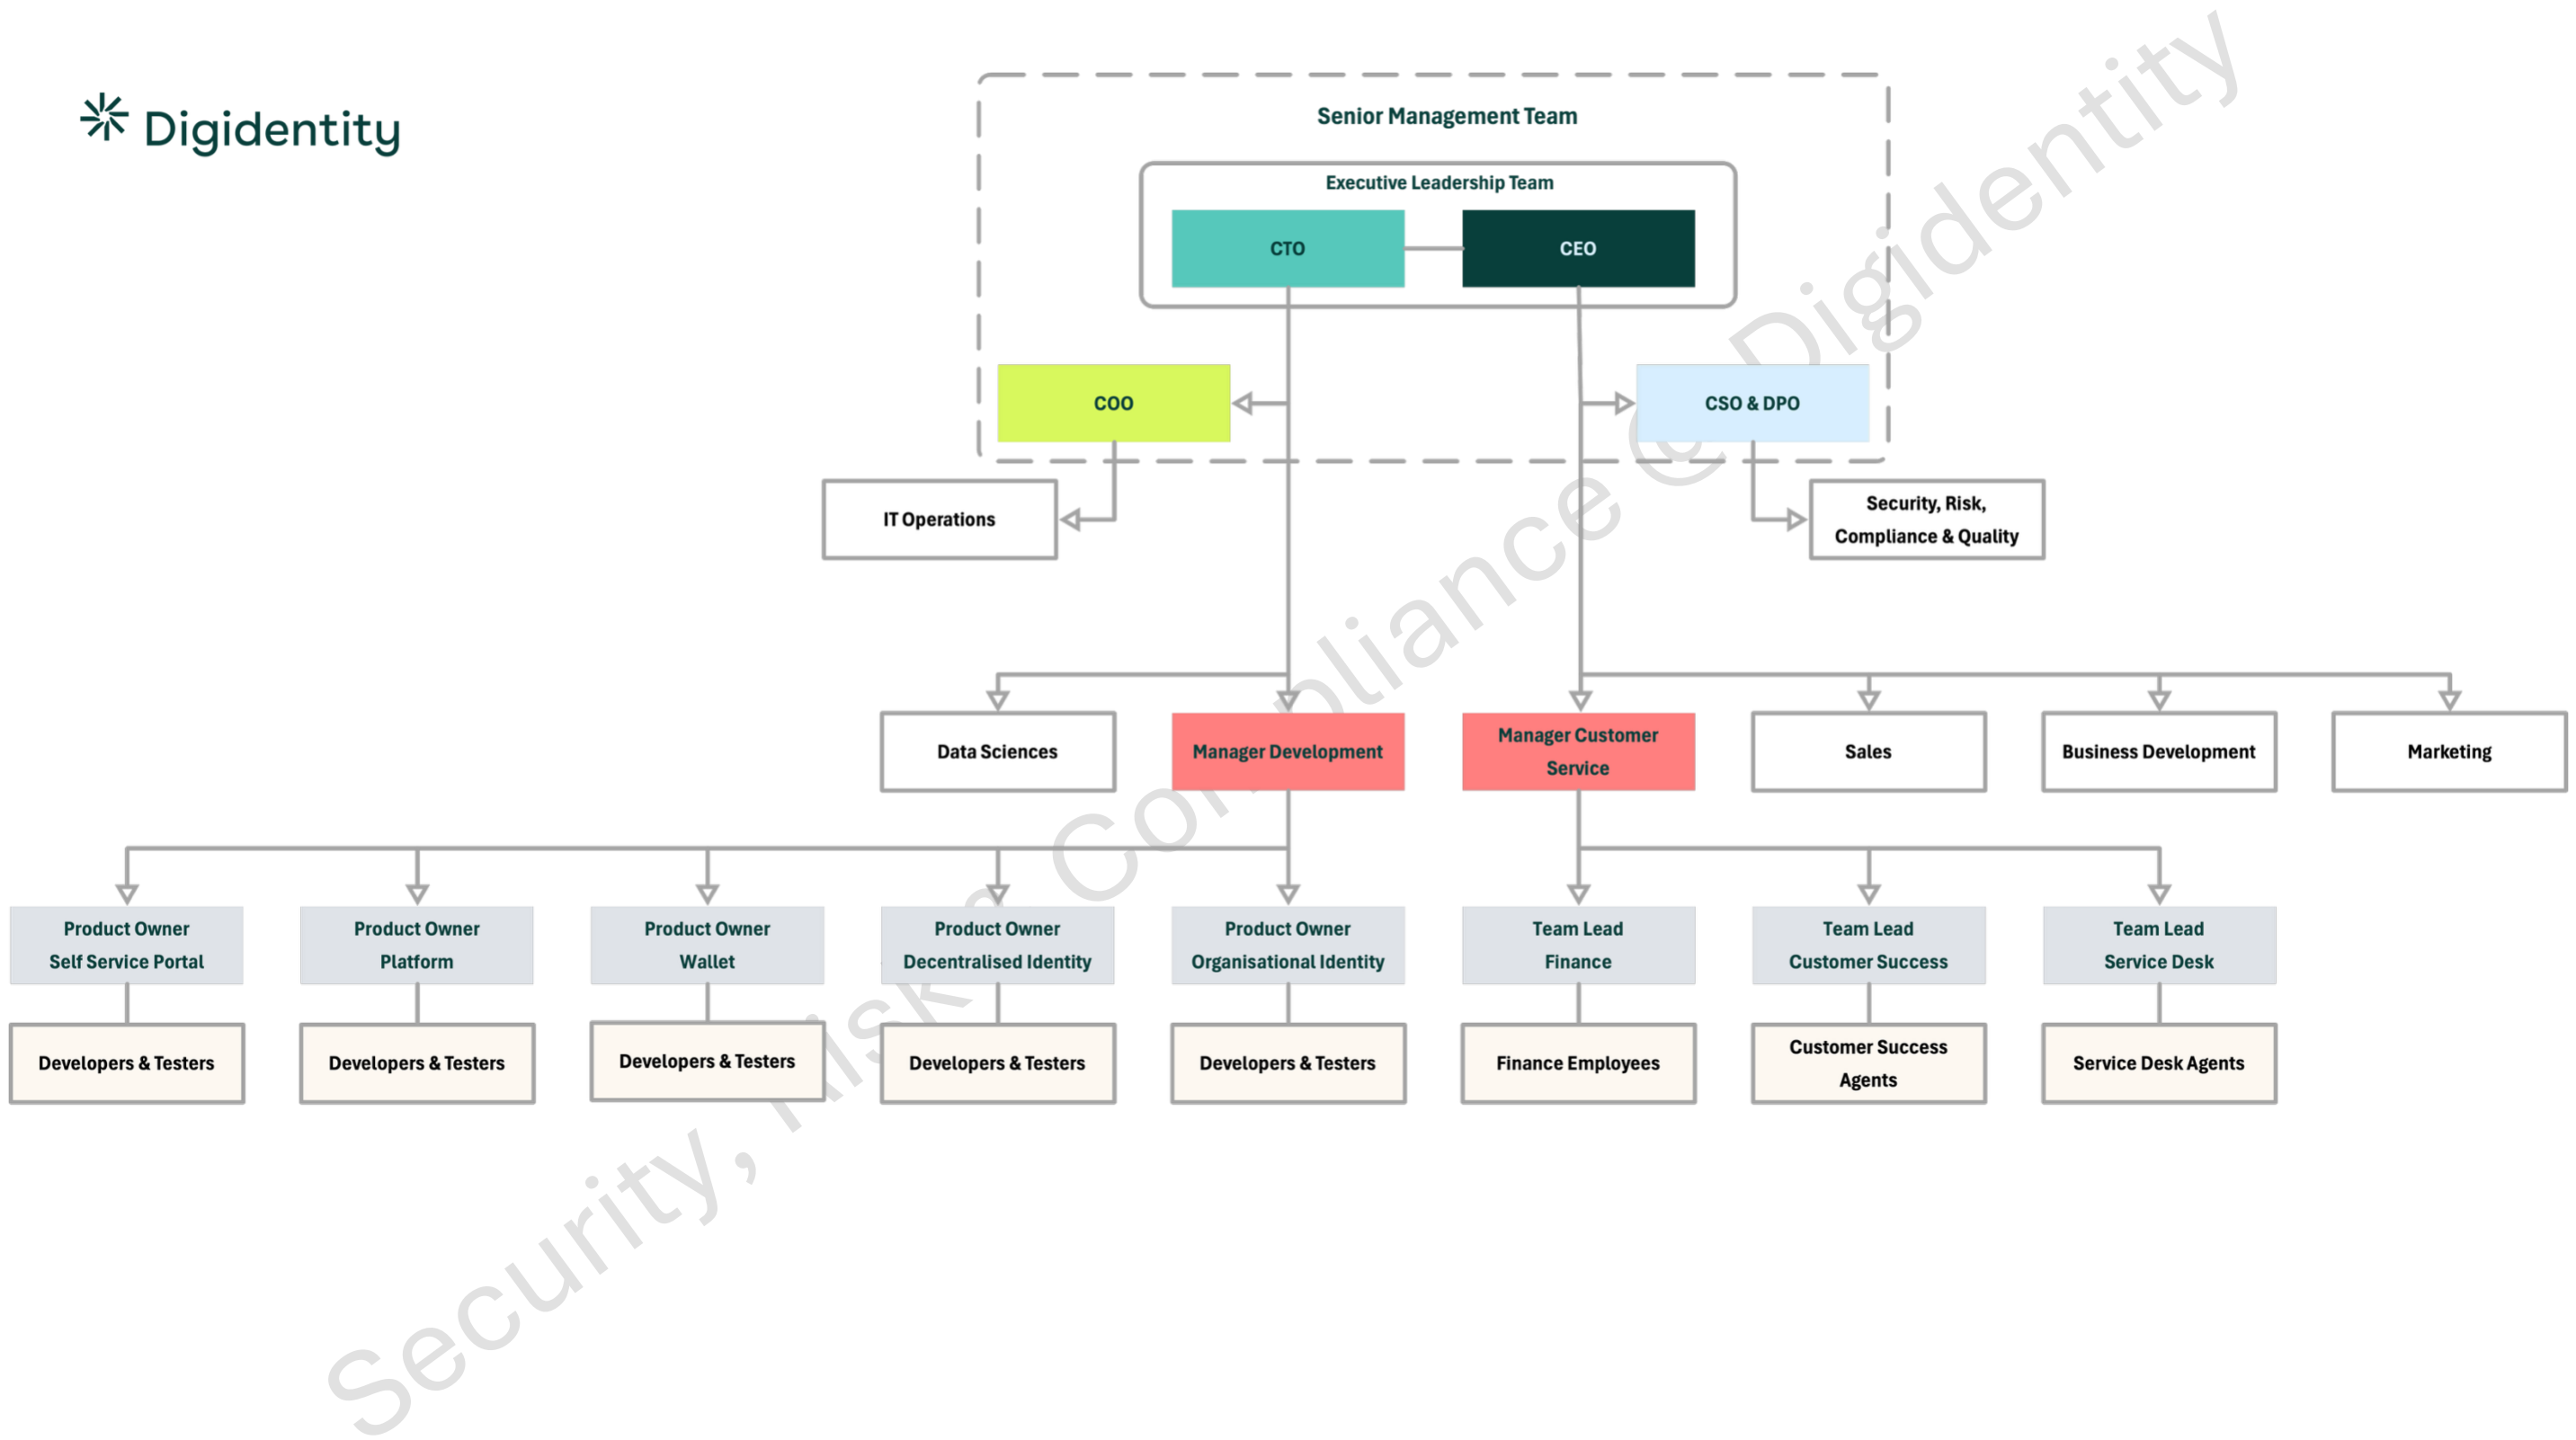 Digidentity
Senior Management Team
Executive Leadership Team
CTO
CEO
COO
CSO & DPO
IT Operations
Security, Risk,
Compliance & Quality
Data Sciences
Manager Development
Manager Customer
Service
Sales
Business Development
Marketing
Product Owner
Self Service Portal
Product Owner
Platform
Product Owner
Wallet
Product Owner
Decentralised Identity
Product Owner
Organisational Identity
Team Lead
Finance
Team Lead
Customer Success
Team Lead
Service Desk
Developers & Testers
Developers & Testers
Developers & Testers
Developers & Testers
Developers & Testers
Finance Employees
Customer Success
Agents
Service Desk Agents
Security, Risk & Compliance @ Digidentity